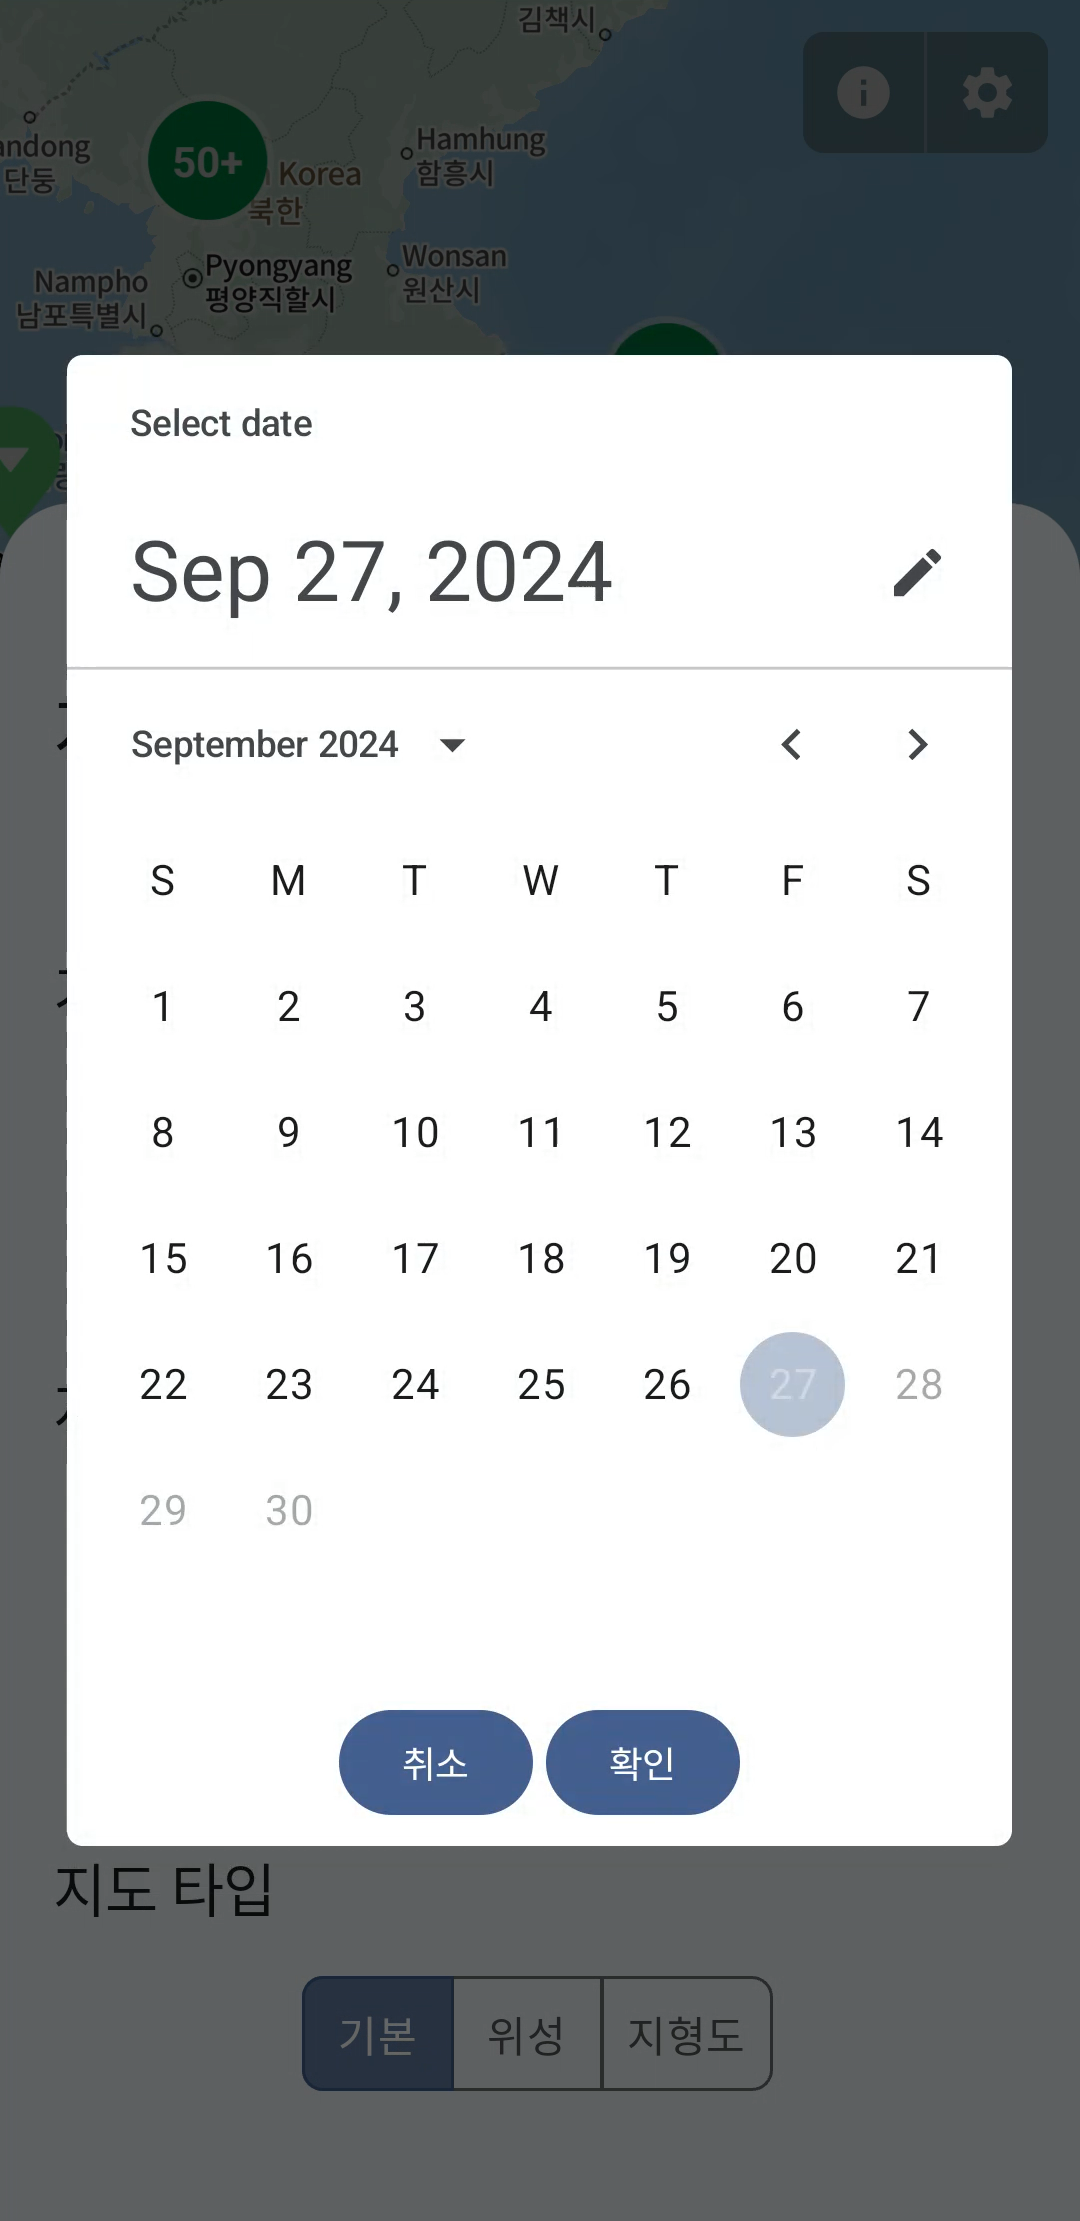 김책시
Hamhung
함흥시
andong
단둥
50+
Korea
북한
Pyongyang
평양직할시
Wonsan
원산시
Nampho
남포특별시
Select date
Sep 27, 2024
September 2024
S M T W T F S
1 2 3 4 5 6 7
8 9 10 11 12 13 14
15 16 17 18 19 20 21
22 23 24 25 26 27 28
29 30
취소 확인
지도 타입
기본 위성 지형도